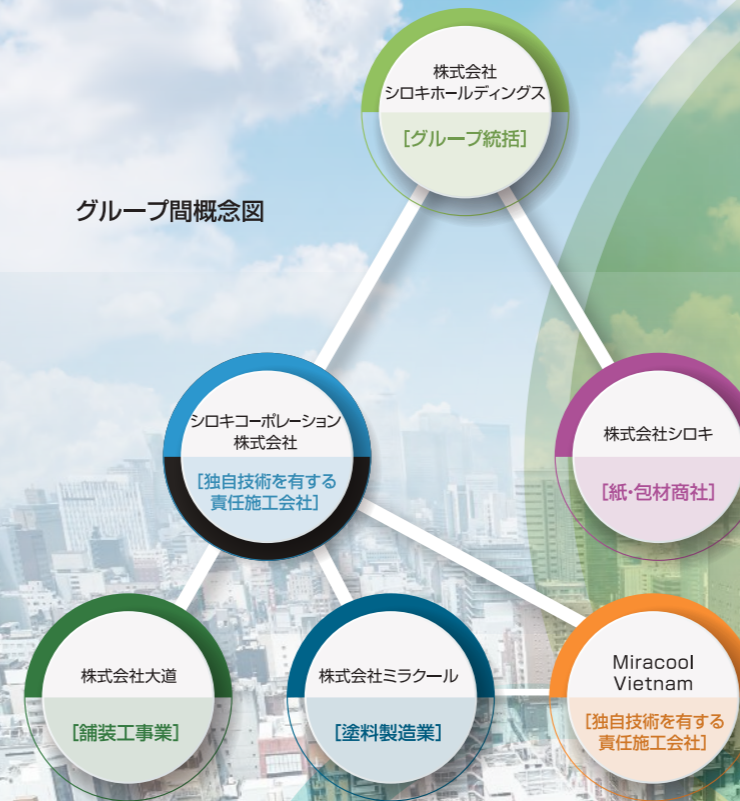 株式会社
シロキホールディングス
[グループ統括]
グループ間概念図
シロキコーポレーション
株式会社
[独自技術を有する
責任施工会社]
株式会社シロキ
[紙・包材商社]
株式会社大道
[舗装工事業]
株式会社ミラクール
[塗料製造業]
Miracool
Vietnam
[独自技術を有する
責任施工会社]